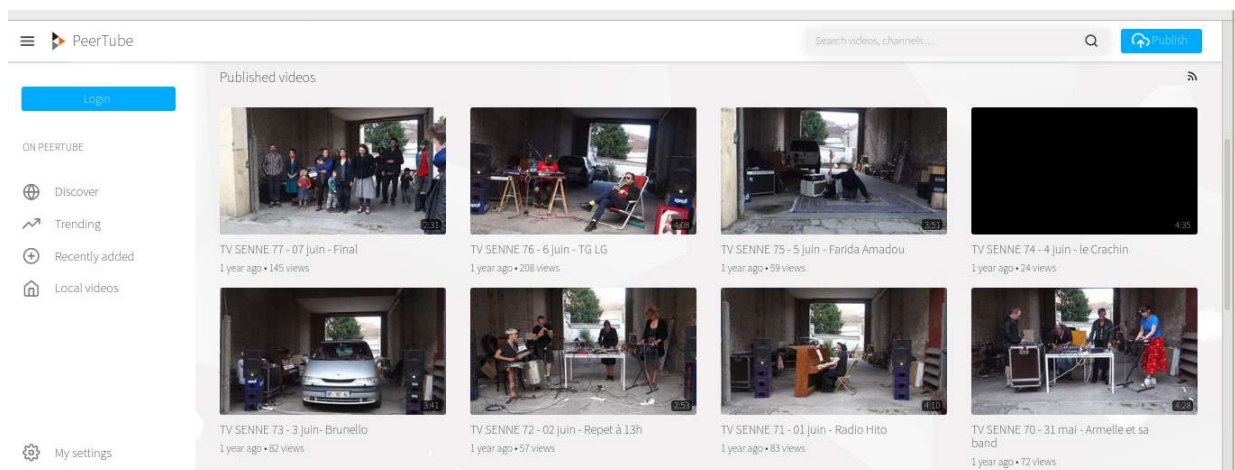 PeerTube
Search videos, channels…
Publish
Login
ON PEERTUBE
Discover
Trending
Recently added
Local videos
My settings
Published videos
2:31
TV SENNE 77 - 07 juin - Final
1 year ago • 145 views
4:08
TV SENNE 76 - 6 juin - TG LG
1 year ago • 208 views
3:51
TV SENNE 75 - 5 juin - Farida Amadou
1 year ago • 59 views
4:35
TV SENNE 74 - 4 juin - le Crachin
1 year ago • 24 views
3:41
TV SENNE 73 - 3 juin- Brunello
1 year ago • 82 views
2:53
TV SENNE 72 - 02 juin - Repet à 13h
1 year ago • 57 views
4:10
TV SENNE 71 - 01 juin - Radio Hito
1 year ago • 83 views
4:28
TV SENNE 70 - 31 mai - Armelle et sa
band
1 year ago • 72 views